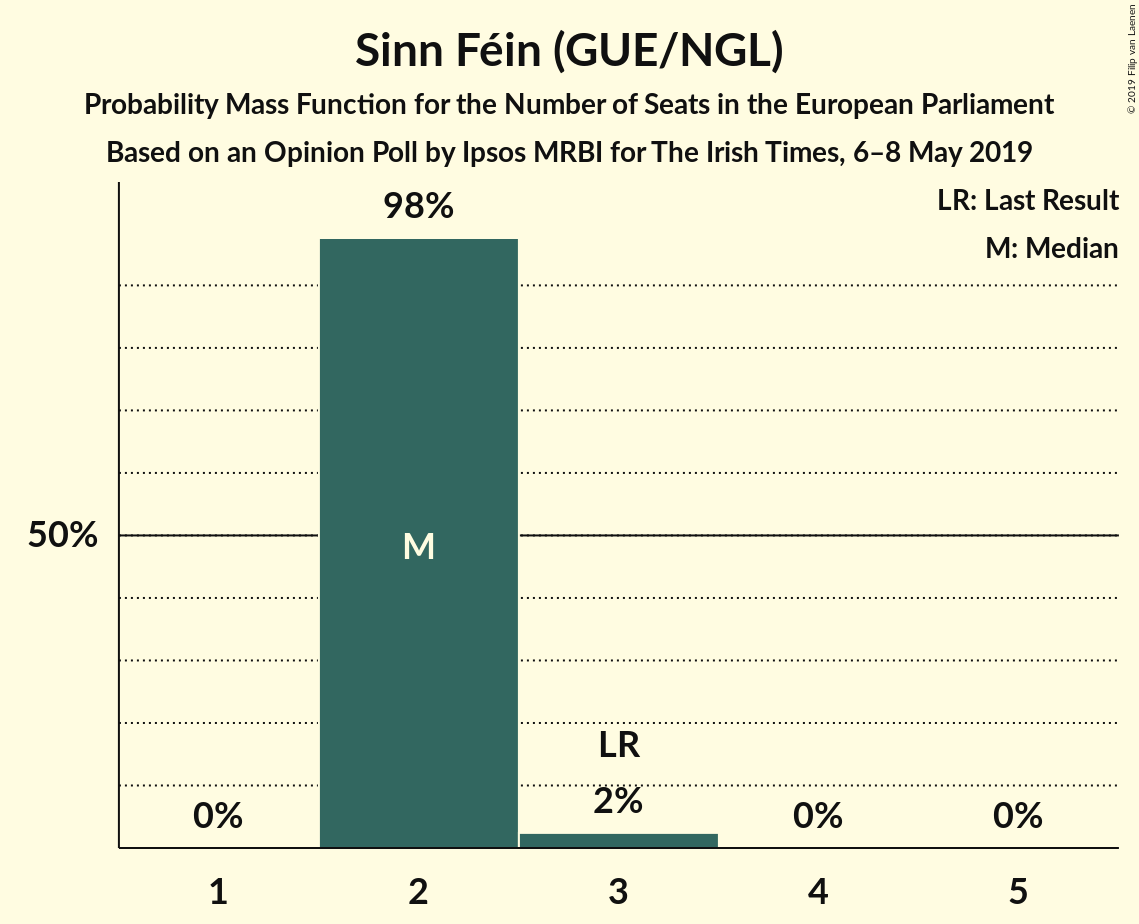 Sinn Féin (GUE/NGL)
Probability Mass Function for the Number of Seats in the European Parliament
Based on an Opinion Poll by Ipsos MRBI for The Irish Times, 6–8 May 2019
© 2019 Filip van Laenen
LR: Last Result
M: Median
98%
50%
M
LR
0%
2%
0%
0%
1
2
3
4
5